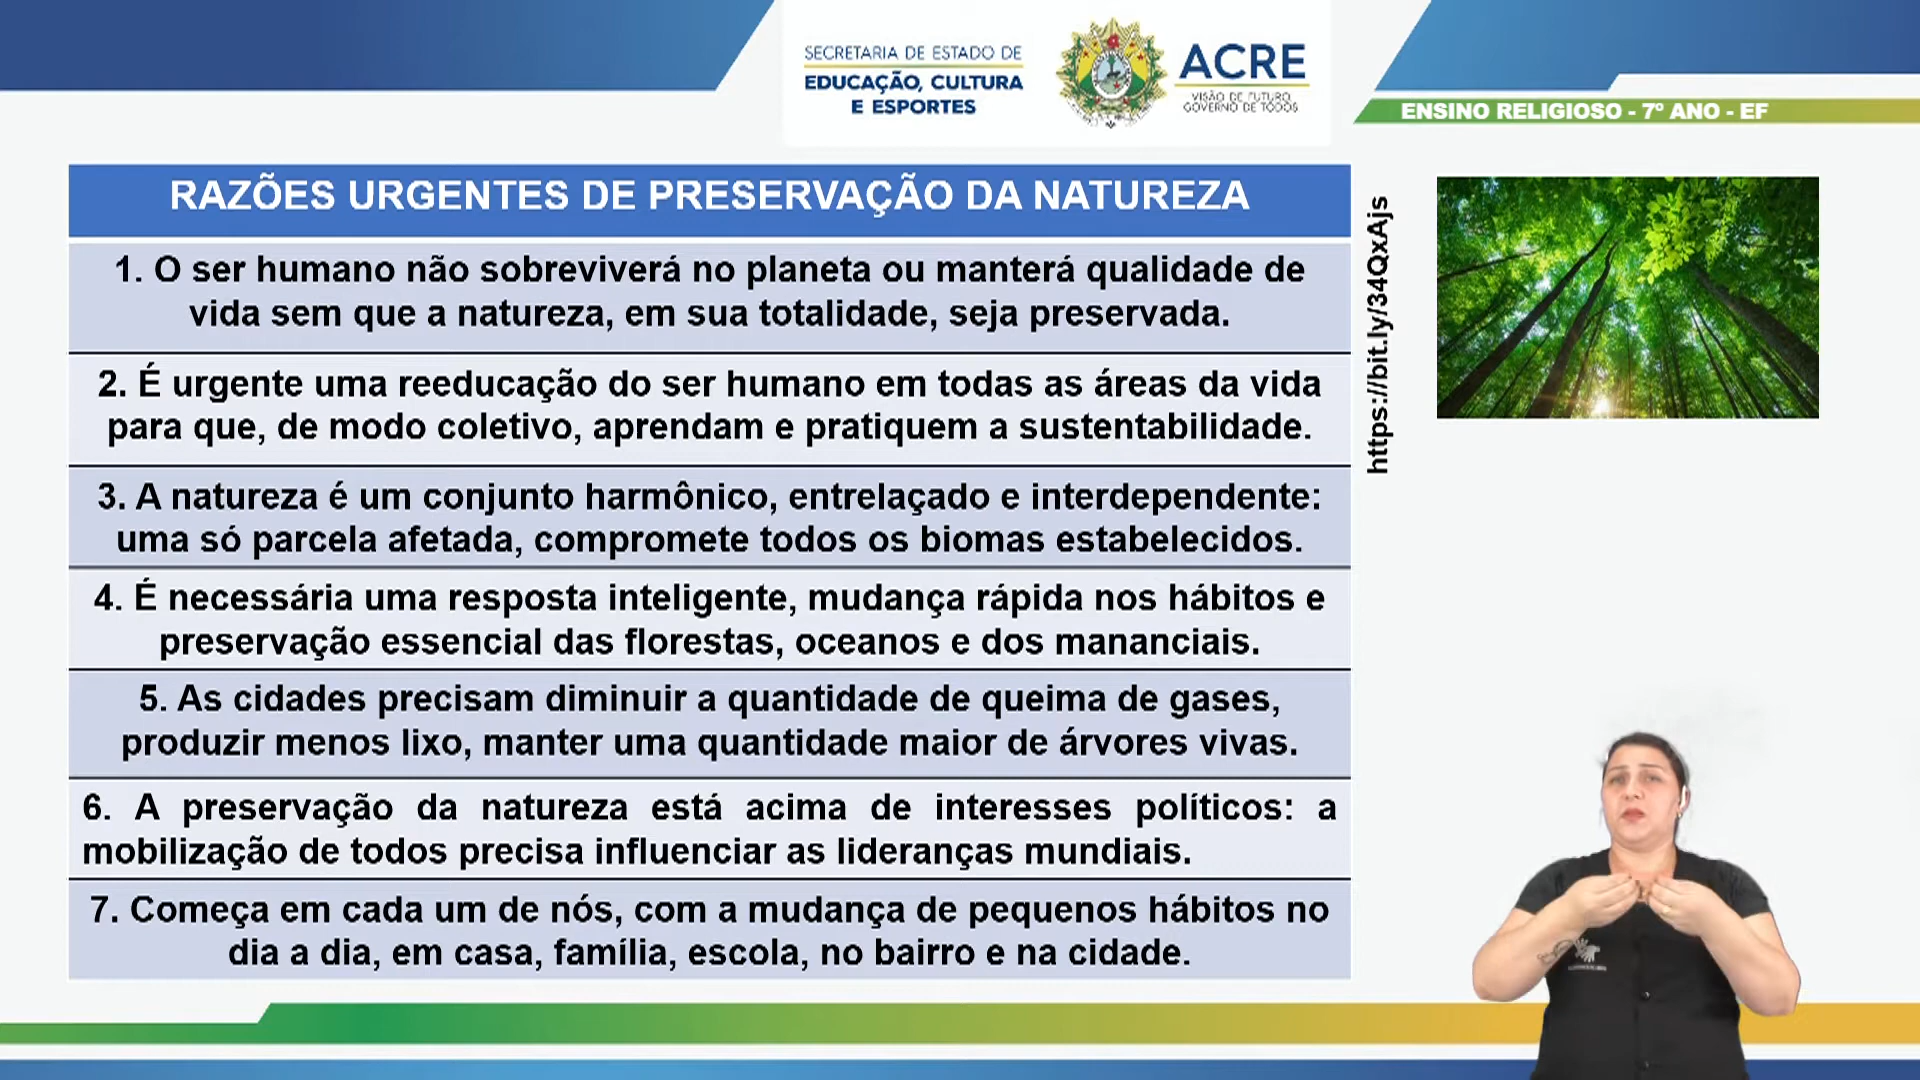 SECRETARIA DE ESTADO DE
EDUCAÇÃO, CULTURA
E ESPORTES
ACRE
VISÃO DE FUTURO,
GOVERNO DE TODOS
ENSINO RELIGIOSO - 7º ANO - EF
RAZÕES URGENTES DE PRESERVAÇÃO DA NATUREZA
1. O ser humano não sobreviverá no planeta ou manterá qualidade de
vida sem que a natureza, em sua totalidade, seja preservada.
2. É urgente uma reeducação do ser humano em todas as áreas da vida
para que, de modo coletivo, aprendam e pratiquem a sustentabilidade.
3. A natureza é um conjunto harmônico, entrelaçado e interdependente:
uma só parcela afetada, compromete todos os biomas estabelecidos.
4. É necessária uma resposta inteligente, mudança rápida nos hábitos e
preservação essencial das florestas, oceanos e dos mananciais.
5. As cidades precisam diminuir a quantidade de queima de gases,
produzir menos lixo, manter uma quantidade maior de árvores vivas.
6. A preservação da natureza está acima de interesses políticos: a
mobilização de todos precisa influenciar as lideranças mundiais.
7. Começa em cada um de nós, com a mudança de pequenos hábitos no
dia a dia, em casa, família, escola, no bairro e na cidade.
https://bit.ly/34QxAjs